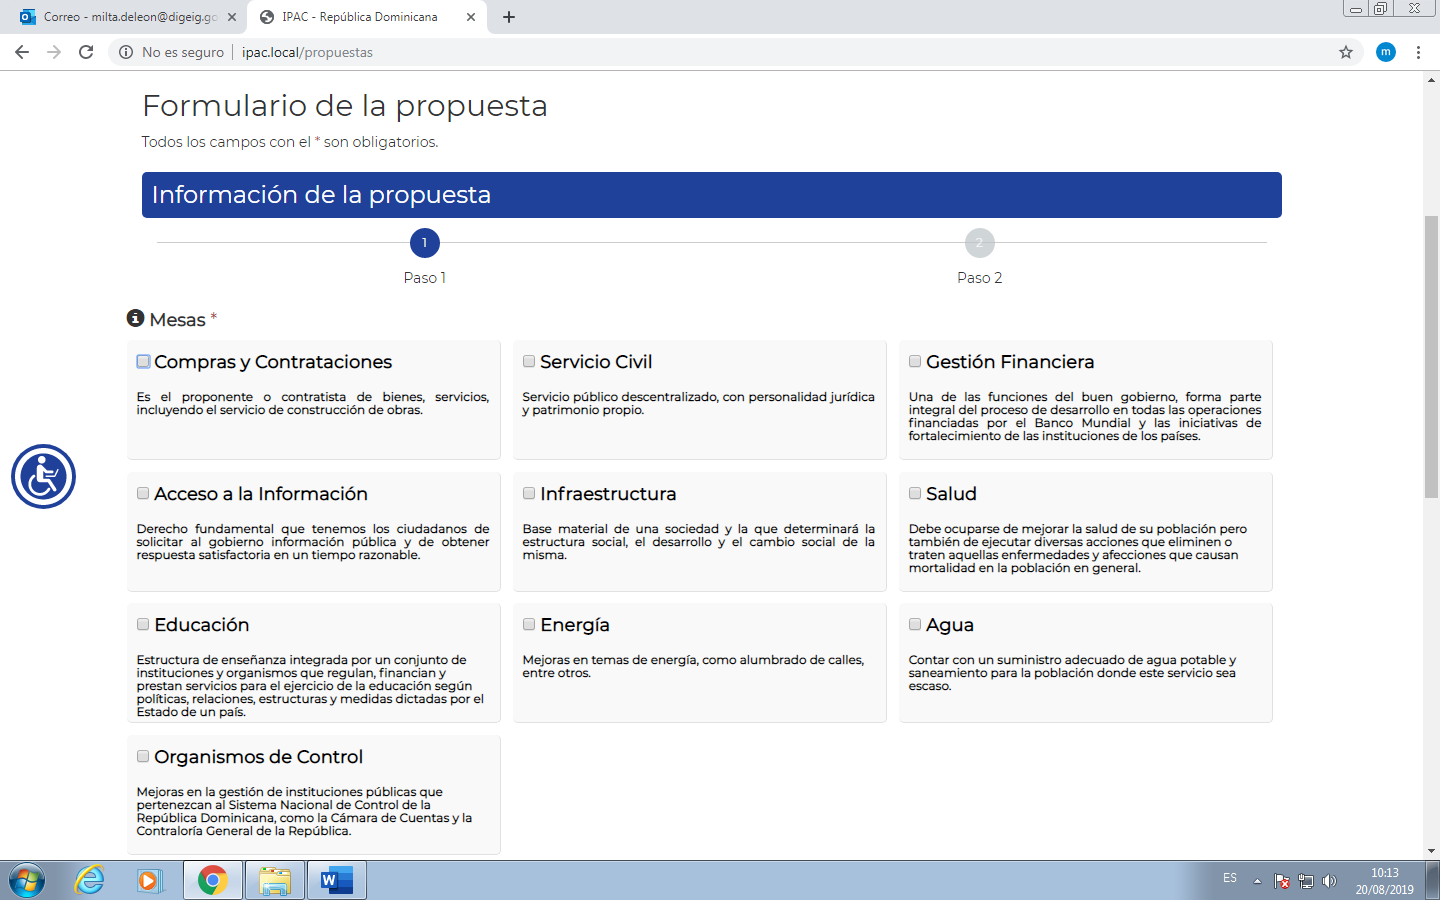 Correo - milta.deleon@digeig.go
IPAC - República Dominicana
No es seguro
ipac.local/propuestas
m
Formulario de la propuesta
Todos los campos con el * son obligatorios.
Información de la propuesta
1
2
Paso 1
Paso 2
Mesas *
Compras y Contrataciones
Es el proponente o contratista de bienes, servicios,
incluyendo el servicio de construcción de obras.
Servicio Civil
Servicio público descentralizado, con personalidad jurídica
y patrimonio propio.
Gestión Financiera
Una de las funciones del buen gobierno, forma parte
integral del proceso de desarrollo en todas las operaciones
financiadas por el Banco Mundial y las iniciativas de
fortalecimiento de las instituciones de los países.
Acceso a la Información
Derecho fundamental que tenemos los ciudadanos de
solicitar al gobierno información pública y de obtener
respuesta satisfactoria en un tiempo razonable.
Infraestructura
Base material de una sociedad y la que determinará la
estructura social, el desarrollo y el cambio social de la
misma.
Salud
Debe ocuparse de mejorar la salud de su población pero
también de ejecutar diversas acciones que eliminen o
traten aquellas enfermedades y afecciones que causan
mortalidad en la población en general.
Educación
Estructura de enseñanza integrada por un conjunto de
instituciones y organismos que regulan, financian y
prestan servicios para el ejercicio de la educación según
políticas, relaciones, estructuras y medidas dictadas por el
Estado de un país.
Energía
Mejoras en temas de energía, como alumbrado de calles,
entre otros.
Agua
Contar con un suministro adecuado de agua potable y
saneamiento para la población donde este servicio sea
escaso.
Organismos de Control
Mejoras en la gestión de instituciones públicas que
pertenezcan al Sistema Nacional de Control de la
República Dominicana, como la Cámara de Cuentas y la
Contraloría General de la República.
ES
10:13
20/08/2019